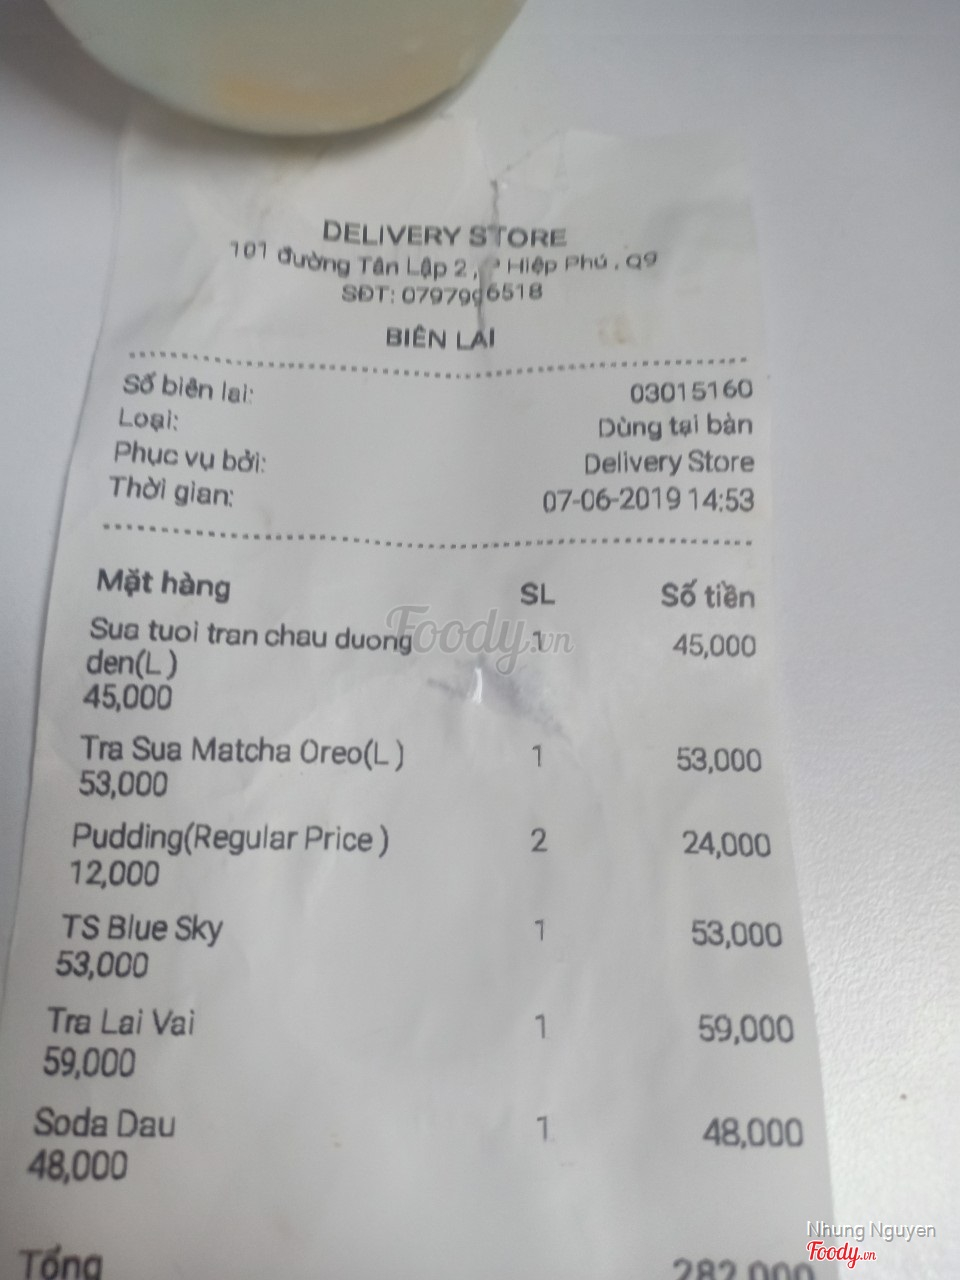 DELIVERY STORE
101 đường Tân Lập 2, P Hiệp Phú, Q9
SĐT: 0797996518
BIÊN LAI
Số biên lai: 03015160
Loại: Dùng tại bàn
Phục vụ bởi: Delivery Store
Thời gian: 07-06-2019 14:53
Mặt hàng SL Số tiền
Sua tuoi tran chau duong 1 45,000
den(L )
45,000
Tra Sua Matcha Oreo(L ) 1 53,000
53,000
Pudding(Regular Price ) 2 24,000
12,000
TS Blue Sky 1 53,000
53,000
Tra Lai Vai 1 59,000
59,000
Soda Dau 1 48,000
48,000
Tổng 282,000
Foody.vn
Nhung Nguyen
Foody.vn